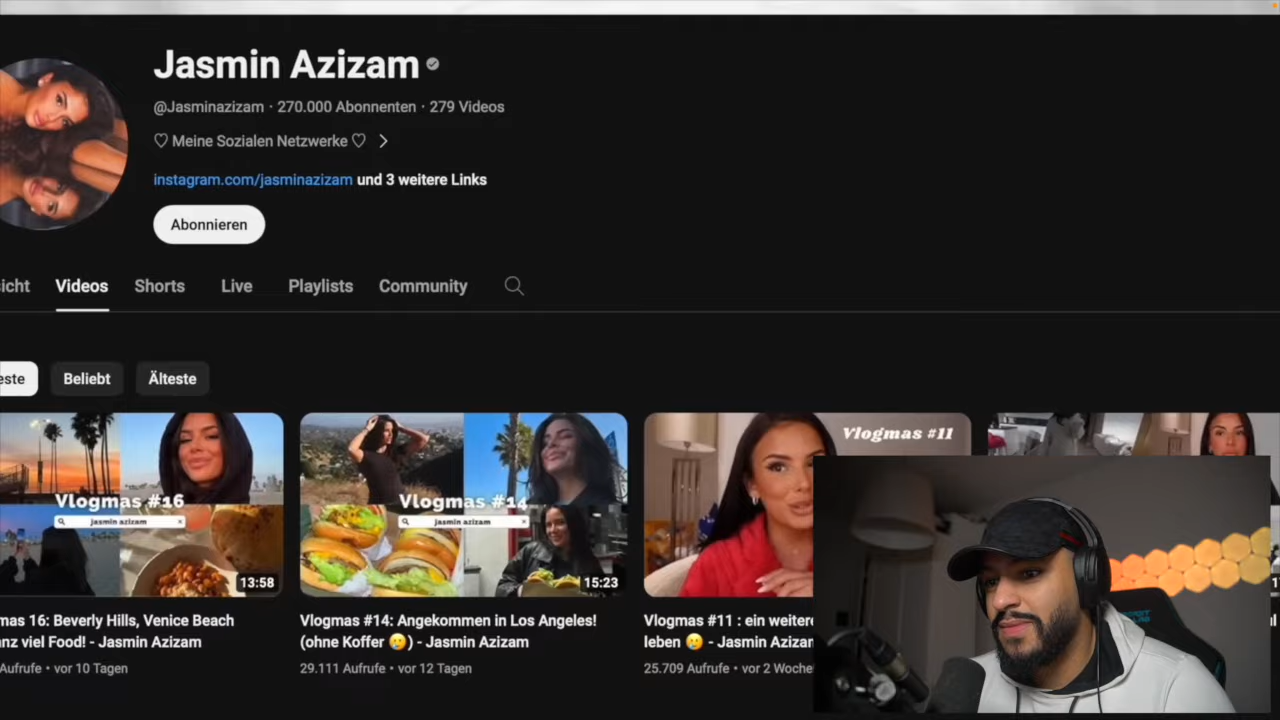 Jasmin Azizam
@Jasminazizam · 270.000 Abonnenten · 279 Videos
♡ Meine Sozialen Netzwerke ♡ >
instagram.com/jasminazizam und 3 weitere Links
Abonnieren
icht Videos Shorts Live Playlists Community
este Beliebt Älteste
Vlogmas #16
jasmin azizam
13:58
Vlogmas #14
jasmin azizam
15:23
Vlogmas #11
mas 16: Beverly Hills, Venice Beach
nz viel Food! - Jasmin Azizam
Aufrufe · vor 10 Tagen
Vlogmas #14: Angekommen in Los Angeles!
(ohne Koffer 🥲) - Jasmin Azizam
29.111 Aufrufe · vor 12 Tagen
Vlogmas #11 : ein weitere
leben 🥲 - Jasmin Azizam
25.709 Aufrufe · vor 2 Woche